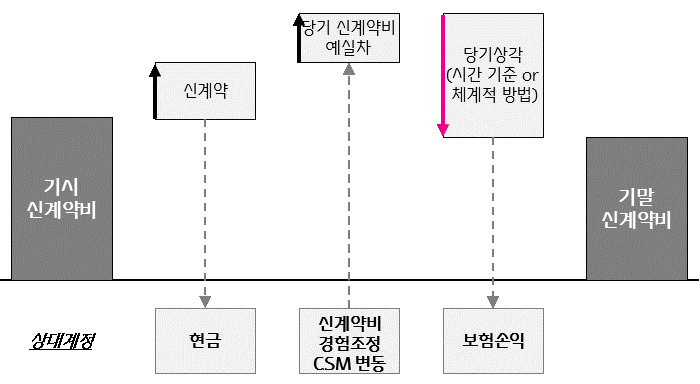 당기 신계약비
예실차
당기상각
(시간 기준 or
체계적 방법)
신계약
기시
신계약비
기말
신계약비
상대계정
현금
신계약비
경험조정
CSM 변동
보험손익